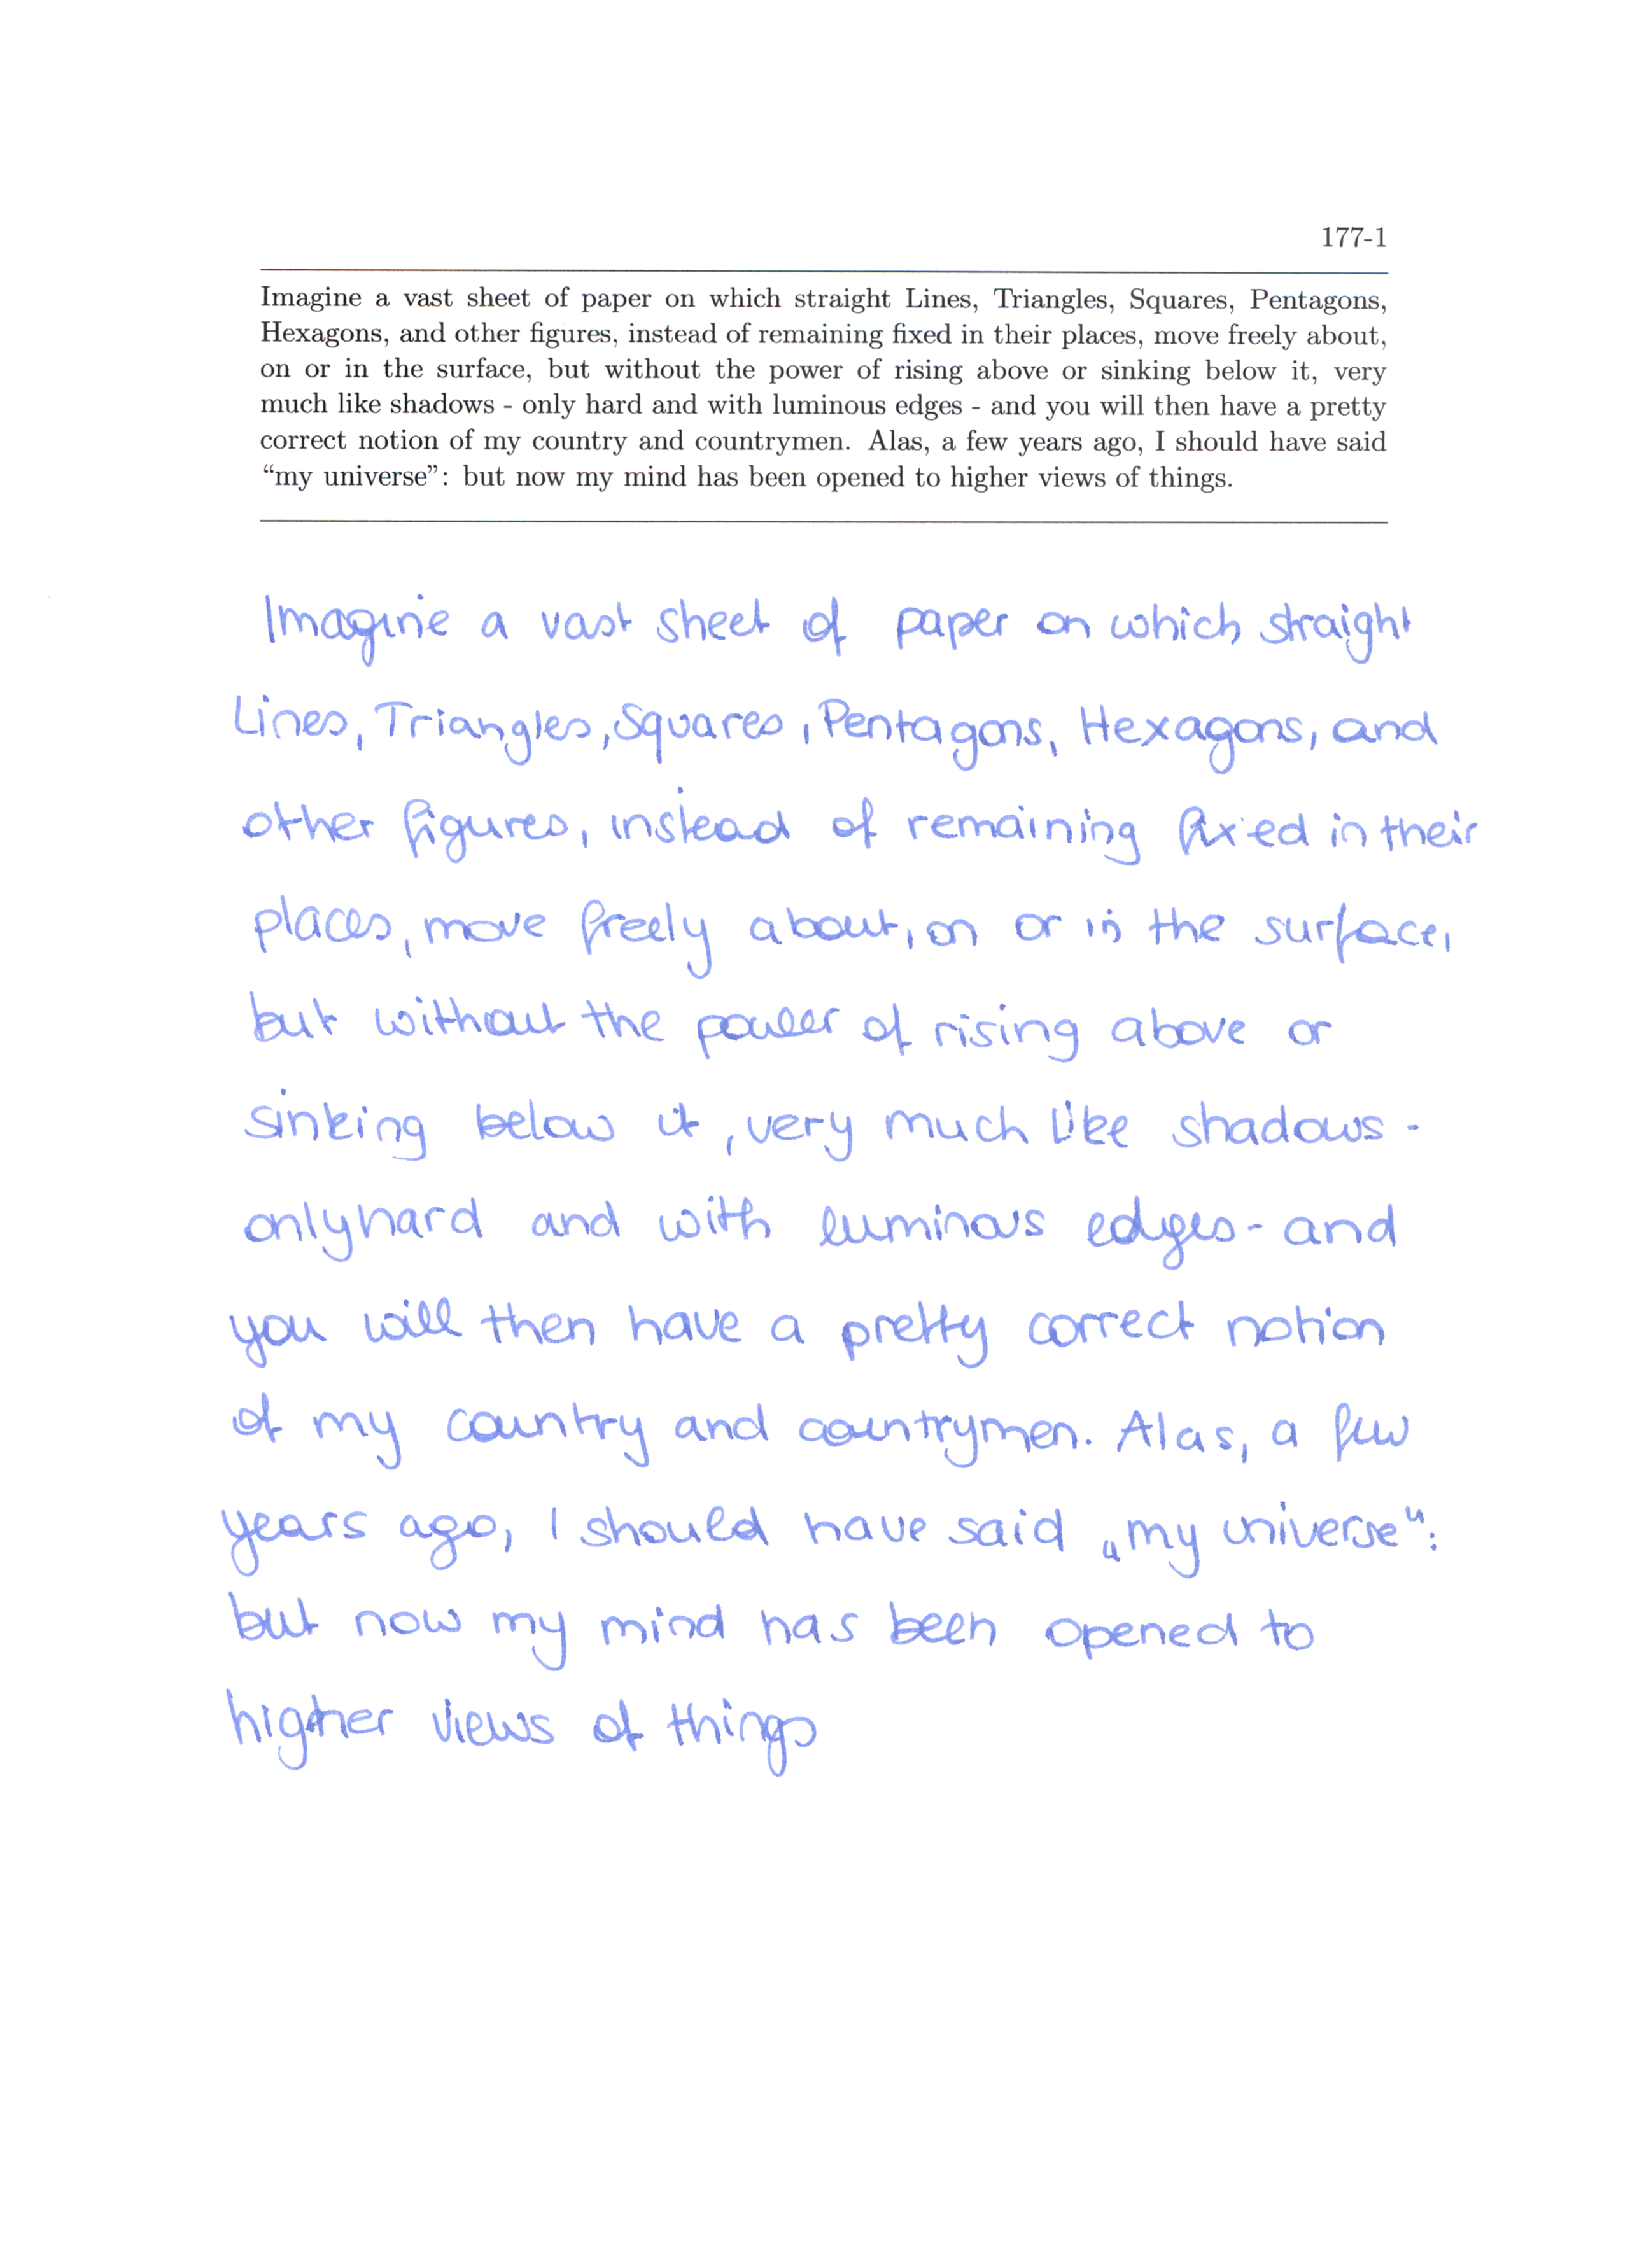 177-1
Imagine a vast sheet of paper on which straight Lines, Triangles, Squares, Pentagons,
Hexagons, and other figures, instead of remaining fixed in their places, move freely about,
on or in the surface, but without the power of rising above or sinking below it, very
much like shadows - only hard and with luminous edges - and you will then have a pretty
correct notion of my country and countrymen. Alas, a few years ago, I should have said
“my universe”: but now my mind has been opened to higher views of things.
Imagine a vast sheet of paper on which straight
Lines, Triangles, Squares, Pentagons, Hexagons, and
other figures, instead of remaining fixed in their
places, move freely about, on or in the surface,
but without the power of rising above or
sinking below it, very much like shadows -
only hard and with luminous edges - and
you will then have a pretty correct notion
of my country and countrymen. Alas, a few
years ago, I should have said „my universe“:
but now my mind has been opened to
higher views of things